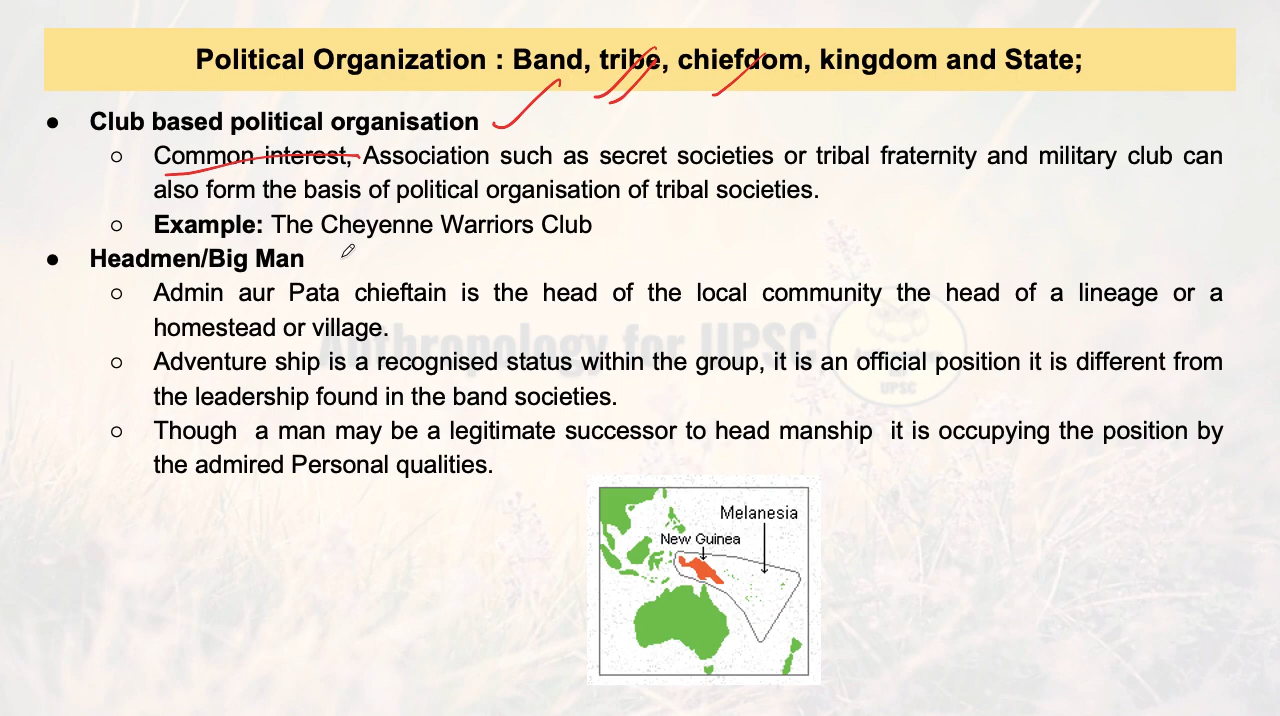 Political Organization : Band, tribe, chiefdom, kingdom and State;
● Club based political organisation
○ Common interest, Association such as secret societies or tribal fraternity and military club can
also form the basis of political organisation of tribal societies.
○ Example: The Cheyenne Warriors Club
● Headmen/Big Man
○ Admin aur Pata chieftain is the head of the local community the head of a lineage or a
homestead or village.
Anthropology for UPSC
○ Adventure ship is a recognised status within the group, it is an official position it is different from
UPSC
the leadership found in the band societies.
○ Though a man may be a legitimate successor to head manship it is occupying the position by
the admired Personal qualities.
Melanesia
New Guinea